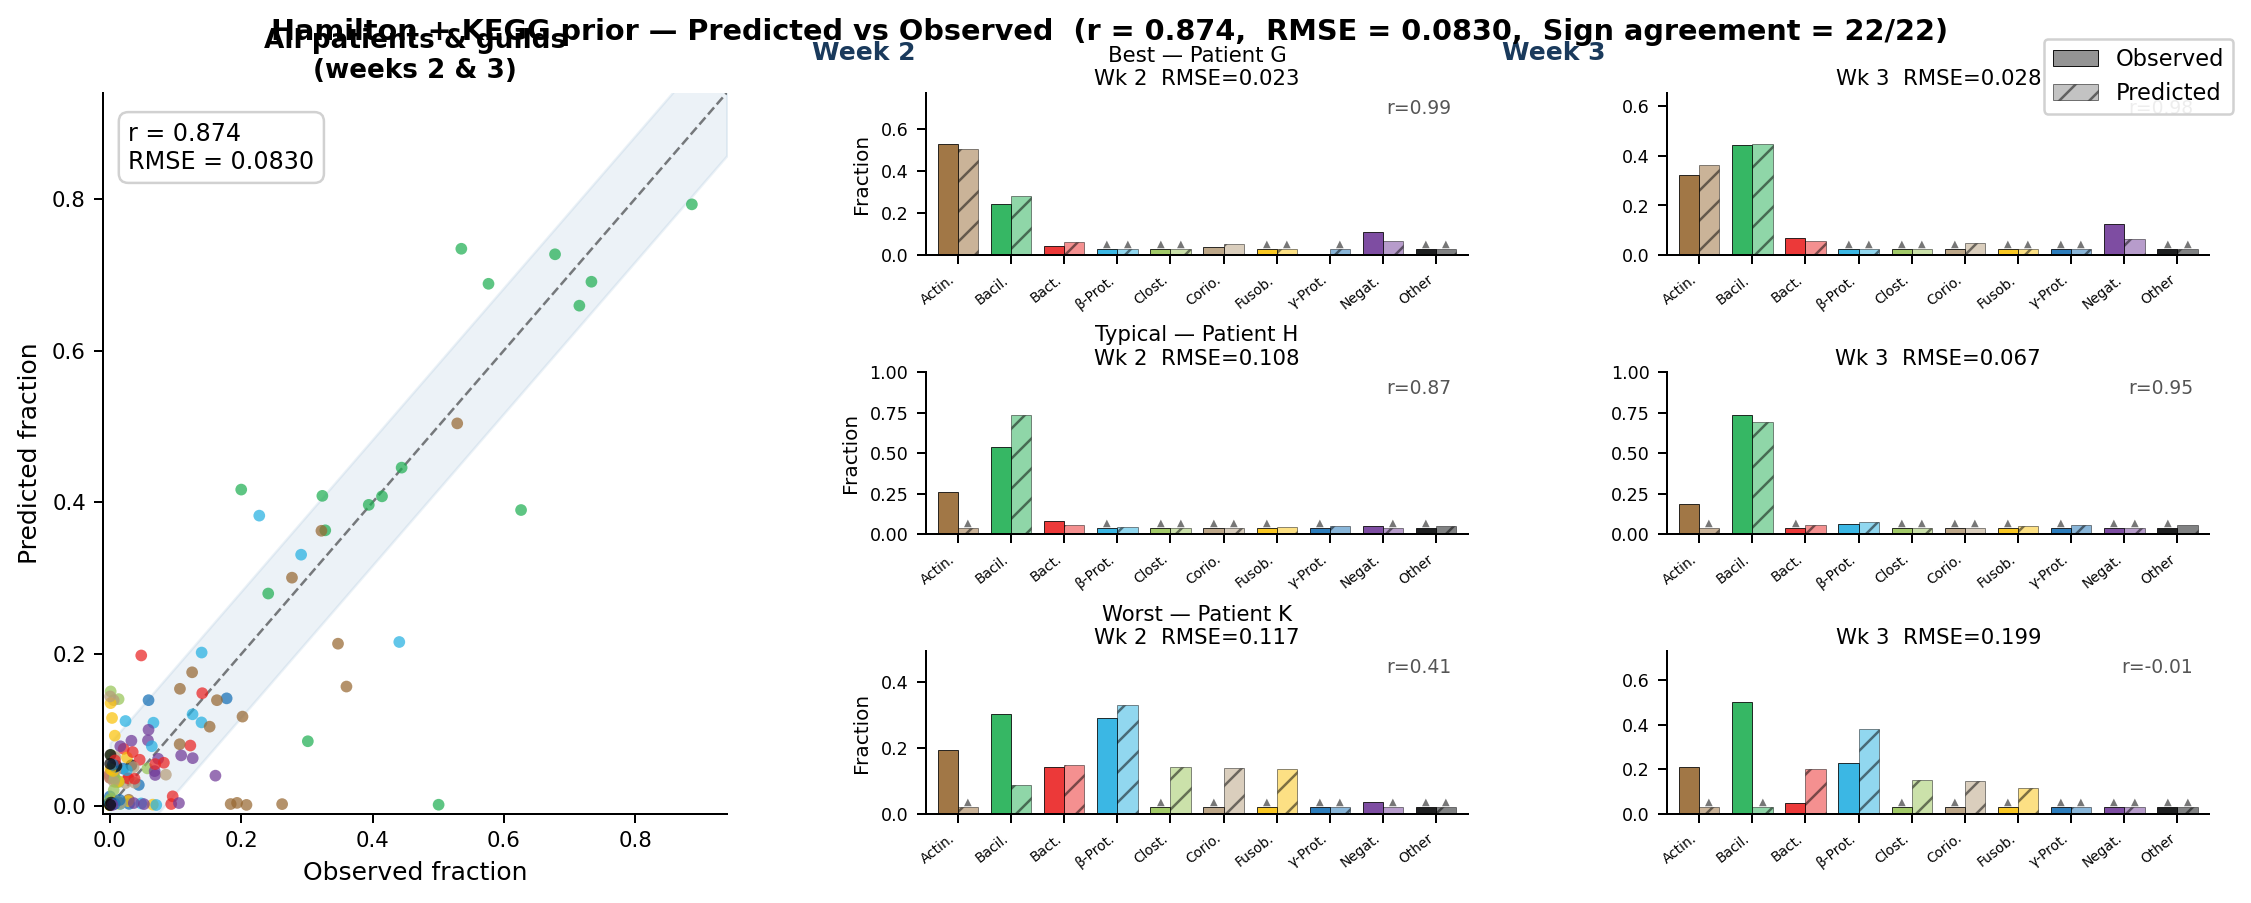 Hamilton + KEGG prior — Predicted vs Observed (r = 0.874, RMSE = 0.0830, Sign agreement = 22/22)
All patients & guilds
(weeks 2 & 3)
r = 0.874
RMSE = 0.0830
Predicted fraction
0.8
0.6
0.4
0.2
0.0
0.0 0.2 0.4 0.6 0.8
Observed fraction
Week 2
Best — Patient G
Wk 2 RMSE=0.023
r=0.99
Fraction
0.6
0.4
0.2
0.0
Actin. Bacil. Bact. β-Prot. Clost. Corio. Fusob. γ-Prot. Negat. Other
Week 3
Wk 3 RMSE=0.028
r=0.98
Observed
Predicted
0.6
0.4
0.2
0.0
Actin. Bacil. Bact. β-Prot. Clost. Corio. Fusob. γ-Prot. Negat. Other
Typical — Patient H
Wk 2 RMSE=0.108
r=0.87
Fraction
1.00
0.75
0.50
0.25
0.00
Actin. Bacil. Bact. β-Prot. Clost. Corio. Fusob. γ-Prot. Negat. Other
Wk 3 RMSE=0.067
r=0.95
1.00
0.75
0.50
0.25
0.00
Actin. Bacil. Bact. β-Prot. Clost. Corio. Fusob. γ-Prot. Negat. Other
Worst — Patient K
Wk 2 RMSE=0.117
r=0.41
Fraction
0.4
0.2
0.0
Actin. Bacil. Bact. β-Prot. Clost. Corio. Fusob. γ-Prot. Negat. Other
Wk 3 RMSE=0.199
r=-0.01
0.6
0.4
0.2
0.0
Actin. Bacil. Bact. β-Prot. Clost. Corio. Fusob. γ-Prot. Negat. Other